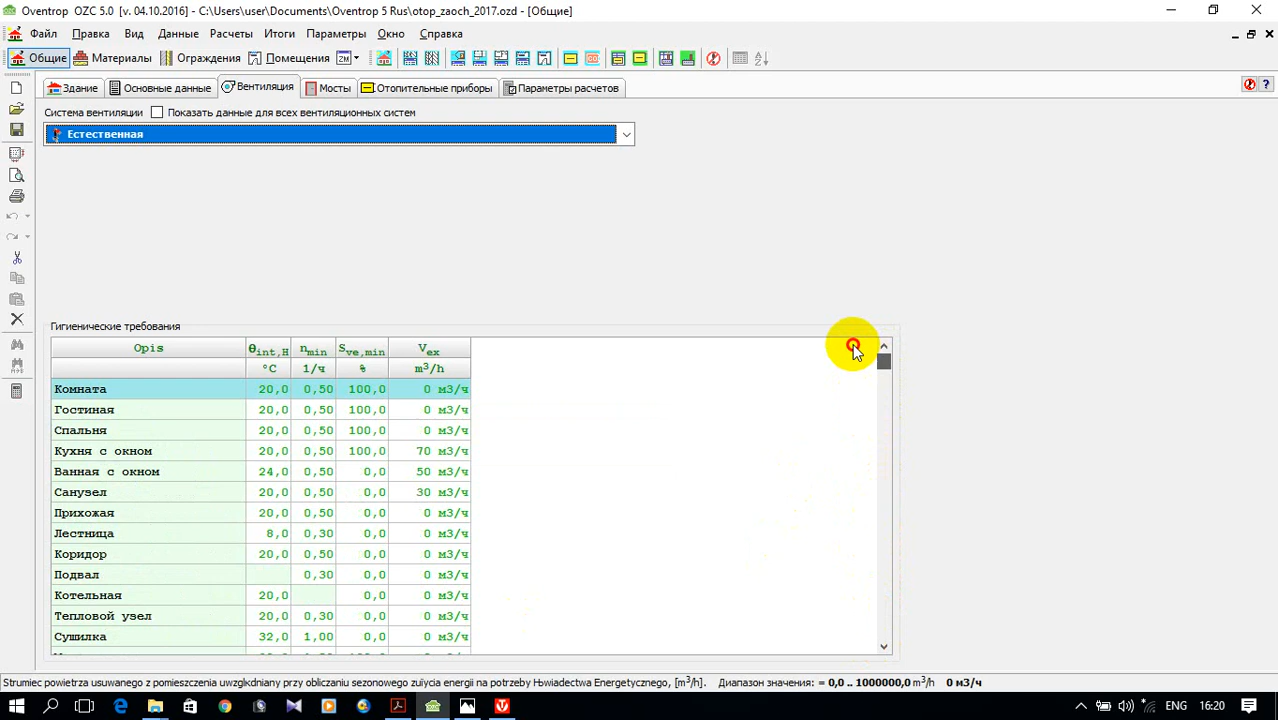 Oventrop OZC 5.0 [v. 04.10.2016] - C:\Users\user\Documents\Oventrop 5 Rus\otop_zaoch_2017.ozd - [Общие]
Файл Правка Вид Данные Расчеты Итоги Параметры Окно Справка
Общие Материалы Ограждения Помещения 2М
Здание Основные данные Вентиляция Мосты Отопительные приборы Параметры расчетов
Система вентиляции Показать данные для всех вентиляционных систем
Естественная
Гигиенические требования
Opis θint,H nmin Sve,min Vex
°C 1/ч % m³/h
Комната 20,0 0,50 100,0 0 м3/ч
Гостиная 20,0 0,50 100,0 0 м3/ч
Спальня 20,0 0,50 100,0 0 м3/ч
Кухня с окном 20,0 0,50 100,0 70 м3/ч
Ванная с окном 24,0 0,50 0,0 50 м3/ч
Санузел 20,0 0,50 0,0 30 м3/ч
Прихожая 20,0 0,50 0,0 0 м3/ч
Лестница 8,0 0,30 0,0 0 м3/ч
Коридор 20,0 0,50 0,0 0 м3/ч
Подвал 0,30 0,0 0 м3/ч
Котельная 20,0 0,0 0 м3/ч
Тепловой узел 20,0 0,30 0,0 0 м3/ч
Сушилка 32,0 1,00 0,0 0 м3/ч
Strumiec powietrza usuwanego z pomieszczenia uwzglkdniany przy obliczaniu sezonowego zuїycia energii na potrzeby Њwiadectwa Energetycznego, [m³/h]. Диапазон значения: = 0,0 .. 1000000,0 m³/h 0 м3/ч
ENG 16:20